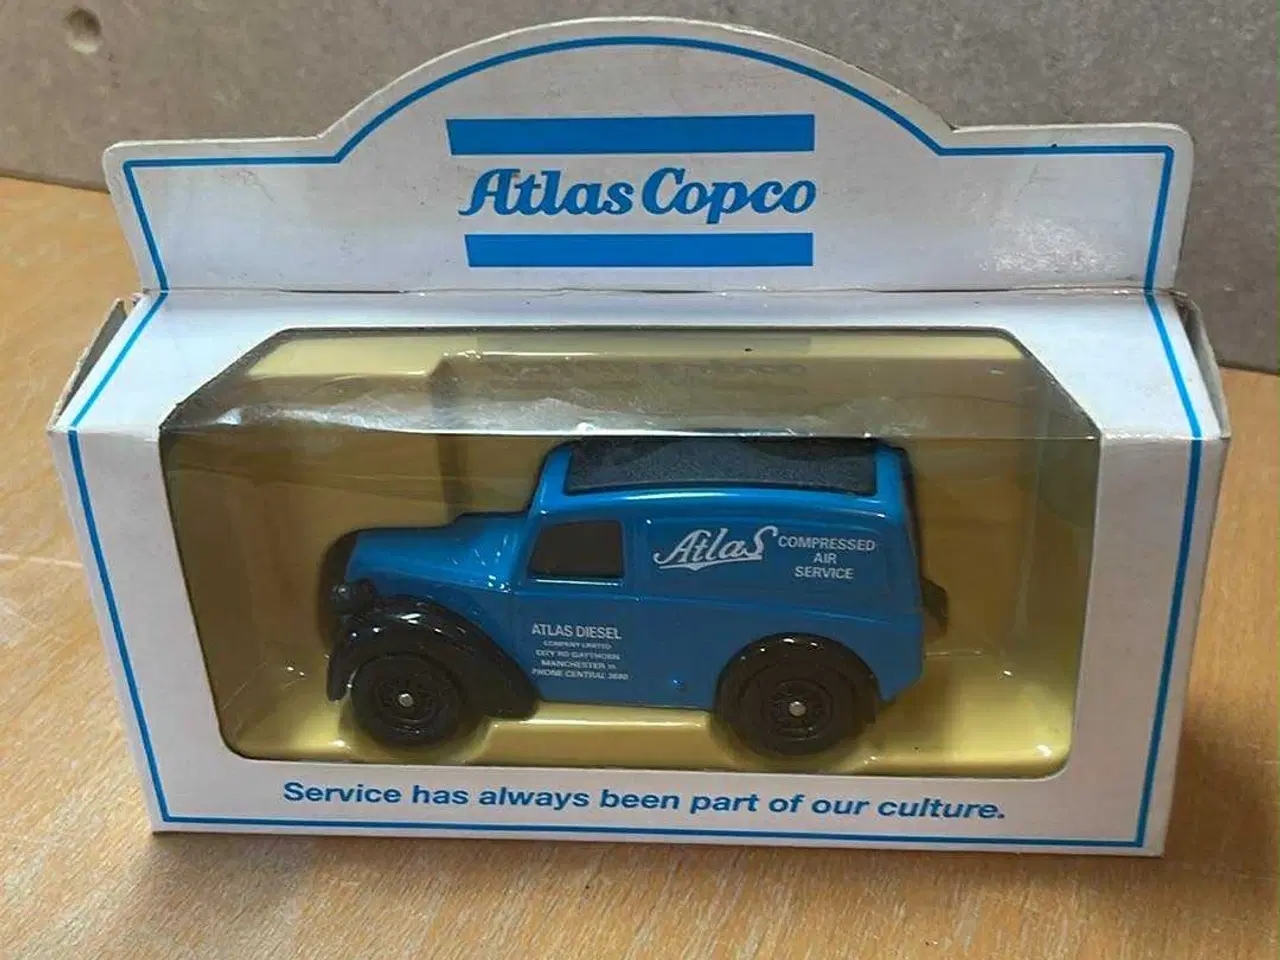 Atlas Copco
Atlas COMPRESSED
AIR
SERVICE
ATLAS DIESEL
COMPANY LIMITED
MANCHESTER
PHONE CENTRAL
Service has always been part of our culture.